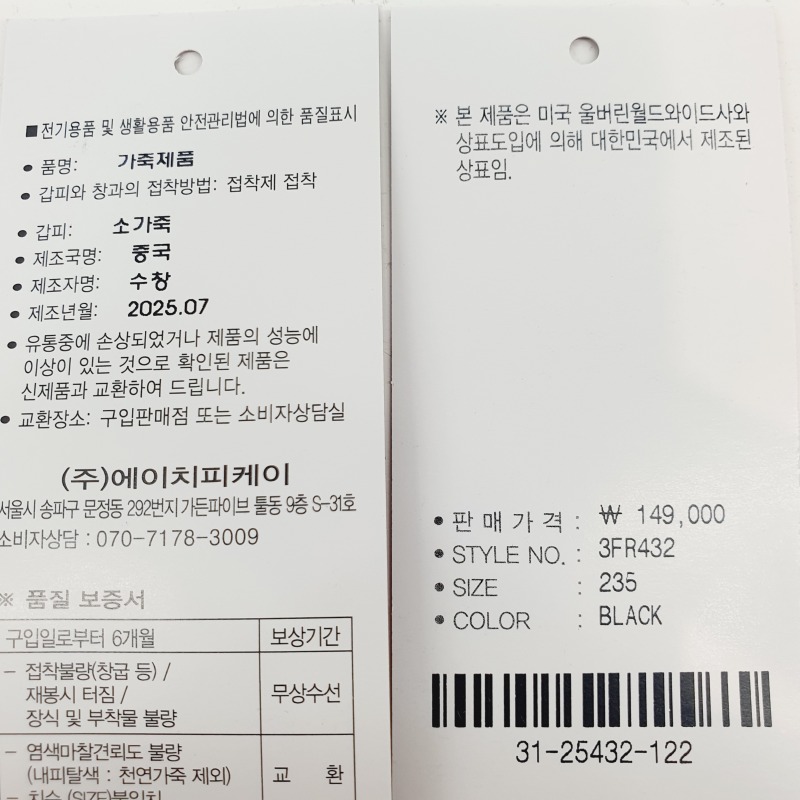 ■ 전기용품 및 생활용품 안전관리법에 의한 품질표시
● 품명: 가죽제품
● 갑피와 창과의 접착방법: 접착제 접착
● 갑피: 소가죽
● 제조국명: 중국
● 제조자명: 수창
● 제조년월: 2025.07
● 유통중에 손상되었거나 제품의 성능에
이상이 있는 것으로 확인된 제품은
신제품과 교환하여 드립니다.
● 교환장소: 구입판매점 또는 소비자상담실
(주)에이치피케이
서울시 송파구 문정동 292번지 가든파이브 툴동 9층 S-31호
소비자상담 : 070-7178-3009
※ 품질 보증서
구입일로부터 6개월 보상기간
- 접착불량(창굽 등) /
재봉시 터짐 /
장식 및 부착물 불량
무상수선
- 염색마찰견뢰도 불량
(내피탈색 : 천연가죽 제외)
교 환
- 치수 (SIZE)불일치
※ 본 제품은 미국 울버린월드와이드사와
상표도입에 의해 대한민국에서 제조된
상표임.
● 판매가격 : ₩ 149,000
● STYLE NO. : 3FR432
● SIZE : 235
● COLOR : BLACK
31-25432-122